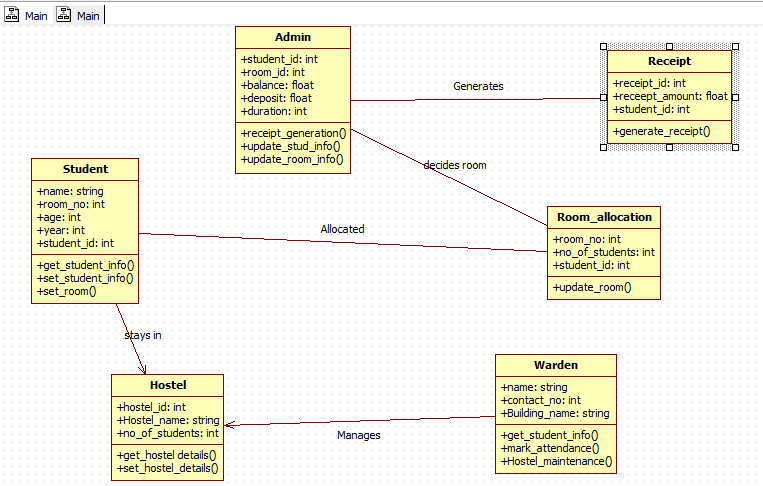 Main
Main
Admin
+student_id: int
+room_id: int
+balance: float
+deposit: float
+duration: int
+receipt_generation()
+update_stud_info()
+update_room_info()
Generates
Receipt
+receipt_id: int
+receept_amount: float
+student_id: int
+generate_receipt()
decides room
Student
+name: string
+room_no: int
+age: int
+year: int
+student_id: int
+get_student_info()
+set_student_info()
+set_room()
Allocated
Room_allocation
+room_no: int
+no_of_students: int
+student_id: int
+update_room()
stays in
Hostel
+hostel_id: int
+Hostel_name: string
+no_of_students: int
+get_hostel details()
+set_hostel_details()
Manages
Warden
+name: string
+contact_no: int
+Building_name: string
+get_student_info()
+mark_attendance()
+Hostel_maintenance()